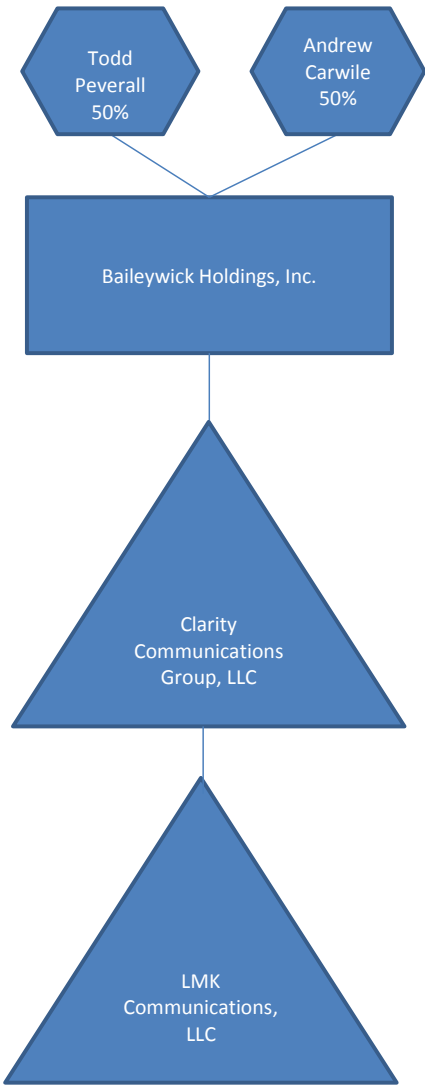 Todd
Peverall
50%
Andrew
Carwile
50%
Baileywick Holdings, Inc.
Clarity
Communications
Group, LLC
LMK
Communications,
LLC